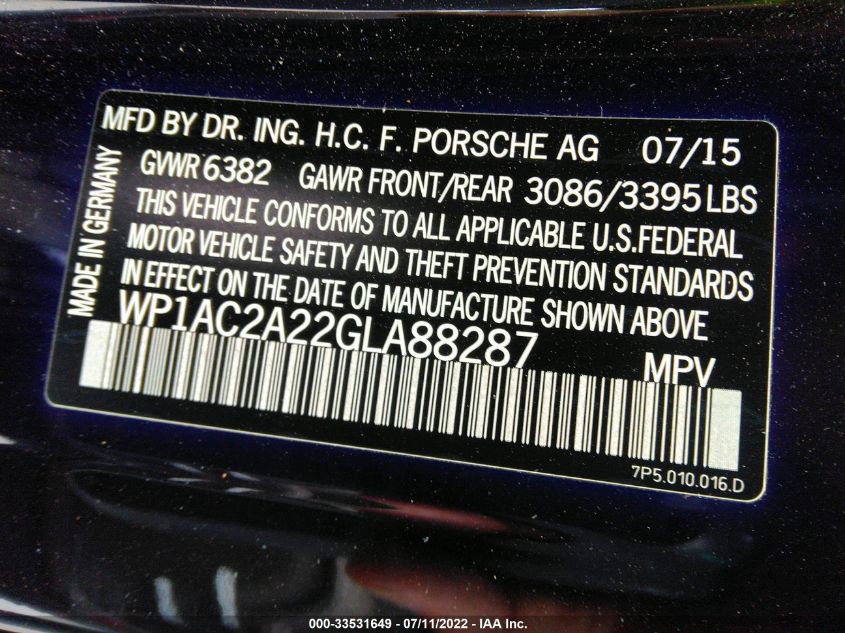 MFD BY DR. ING. H.C. F. PORSCHE AG 07/15
GVWR 6382 GAWR FRONT/REAR 3086/3395 LBS
THIS VEHICLE CONFORMS TO ALL APPLICABLE U.S.FEDERAL
MOTOR VEHICLE SAFETY AND THEFT PREVENTION STANDARDS
IN EFFECT ON THE DATE OF MANUFACTURE SHOWN ABOVE
MADE IN GERMANY
WP1AC2A22GLA88287
MPV
7P5.010.016.D
000-33531649 / 07/11/2022 - IAA Inc.